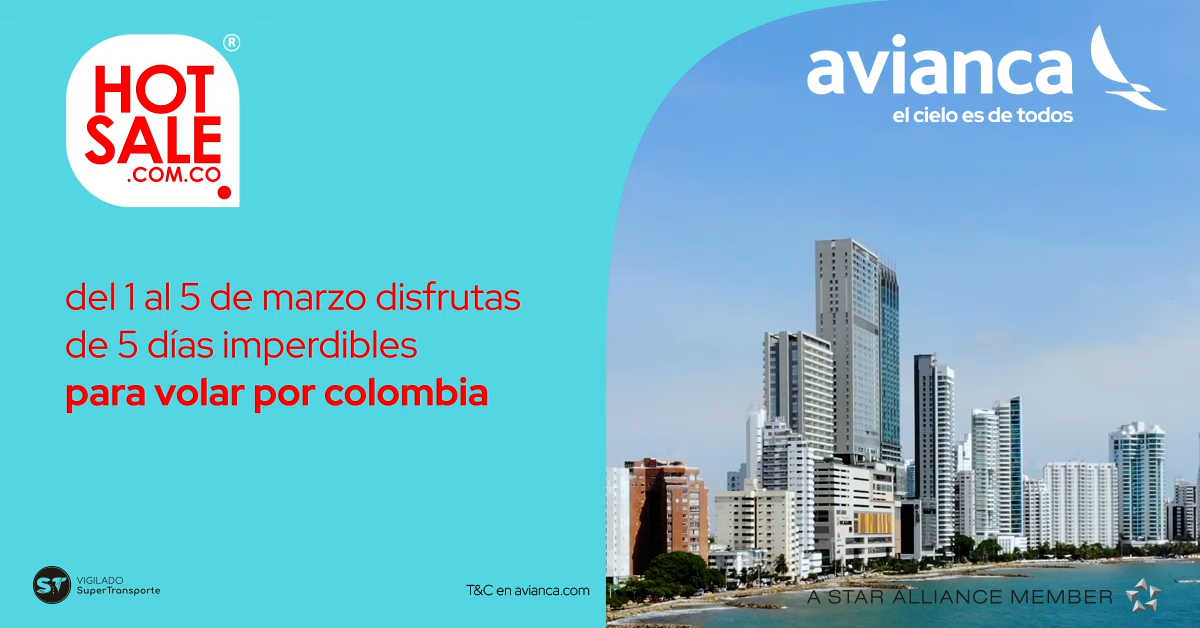 HOT
SALE
.COM.CO
®
avianca
el cielo es de todos
del 1 al 5 de marzo disfrutas
de 5 días imperdibles
para volar por colombia
ST
VIGILADO
SuperTransporte
T&C en avianca.com
A STAR ALLIANCE MEMBER